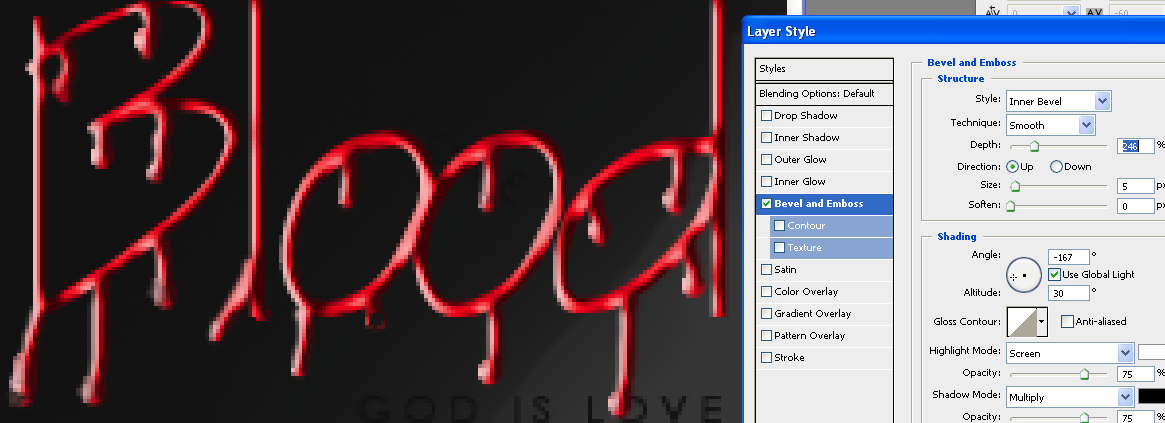 Blood
GOD IS LOVE
0
AV
-60
Layer Style
Styles
Blending Options: Default
Drop Shadow
Inner Shadow
Outer Glow
Inner Glow
Bevel and Emboss
Contour
Texture
Satin
Color Overlay
Gradient Overlay
Pattern Overlay
Stroke
Bevel and Emboss
Structure
Style: Inner Bevel
Technique: Smooth
Depth: 246 %
Direction: Up Down
Size: 5 px
Soften: 0 px
Shading
Angle: -167 °
Use Global Light
Altitude: 30 °
Gloss Contour: Anti-aliased
Highlight Mode: Screen
Opacity: 75 %
Shadow Mode: Multiply
Opacity: 75 %